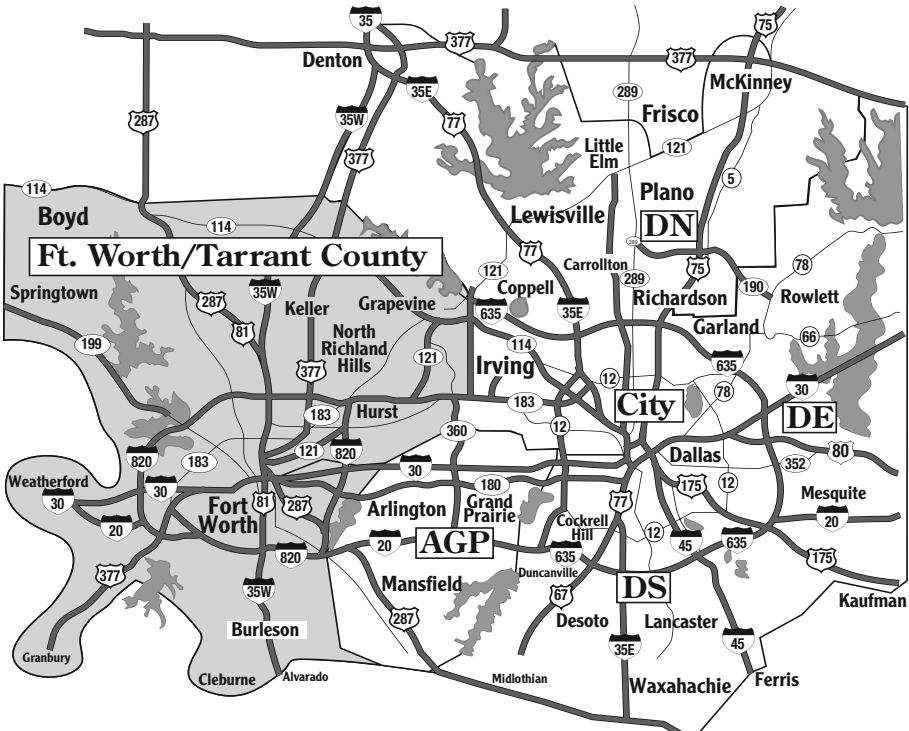 35
75
377
377
Denton
McKinney
35E
289
Frisco
287
35W
77
121
Little
Elm
377
5
114
Plano
Boyd
114
Lewisville
DN
289
77
Ft. Worth/Tarrant County
Carrollton
78
121
289
75
Springtown
35W
Coppell
190
Rowlett
287
Keller
Grapevine
635
35E
Richardson
81
Garland
199
North
Richland
Hills
114
66
121
Irving
635
377
12
78
30
Hurst
183
183
City
DE
360
12
121
820
820
183
30
Dallas
352
80
Weatherford
30
30
180
175
12
Mesquite
Fort
Worth
81
287
Arlington
Grand
Prairie
77
20
20
Cockrell
Hill
12
820
20
AGP
635
45
635
175
377
35W
Mansfield
Duncanville
DS
67
Kaufman
287
Desoto
Lancaster
Burleson
35E
45
Granbury
Cleburne
Alvarado
Midlothian
Waxahachie
Ferris